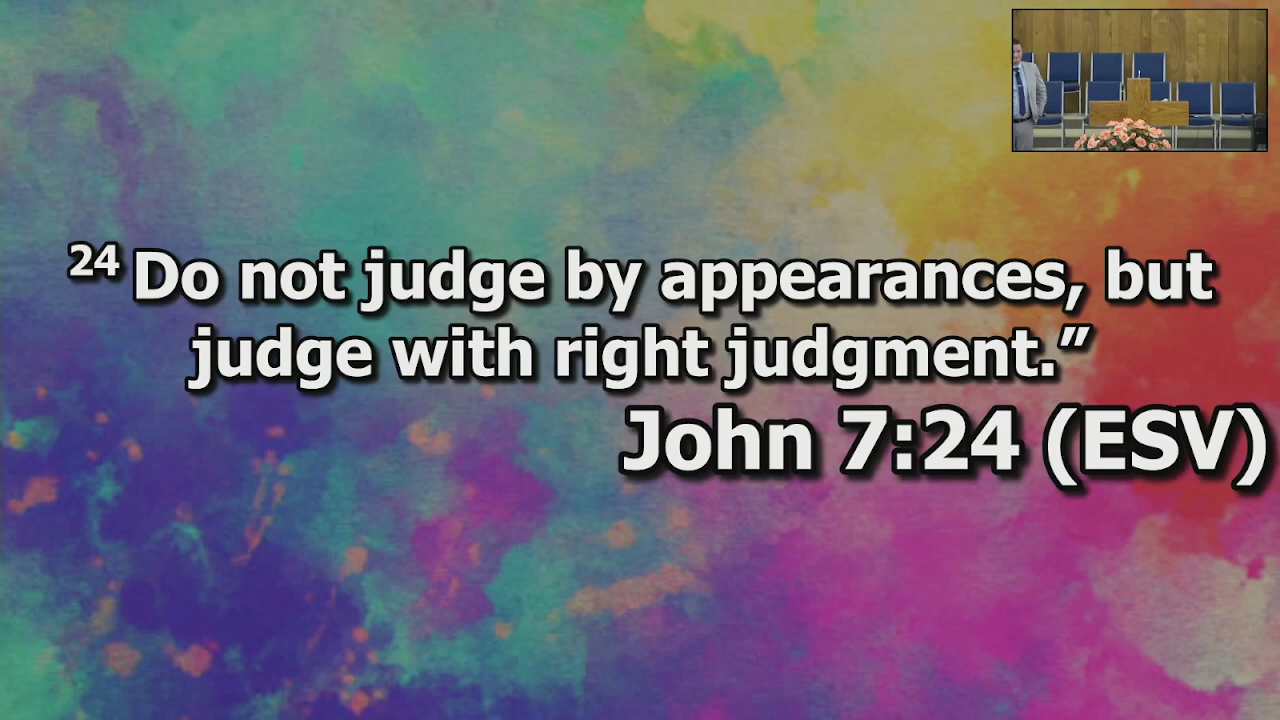 24 Do not judge by appearances, but
judge with right judgment.”
John 7:24 (ESV)